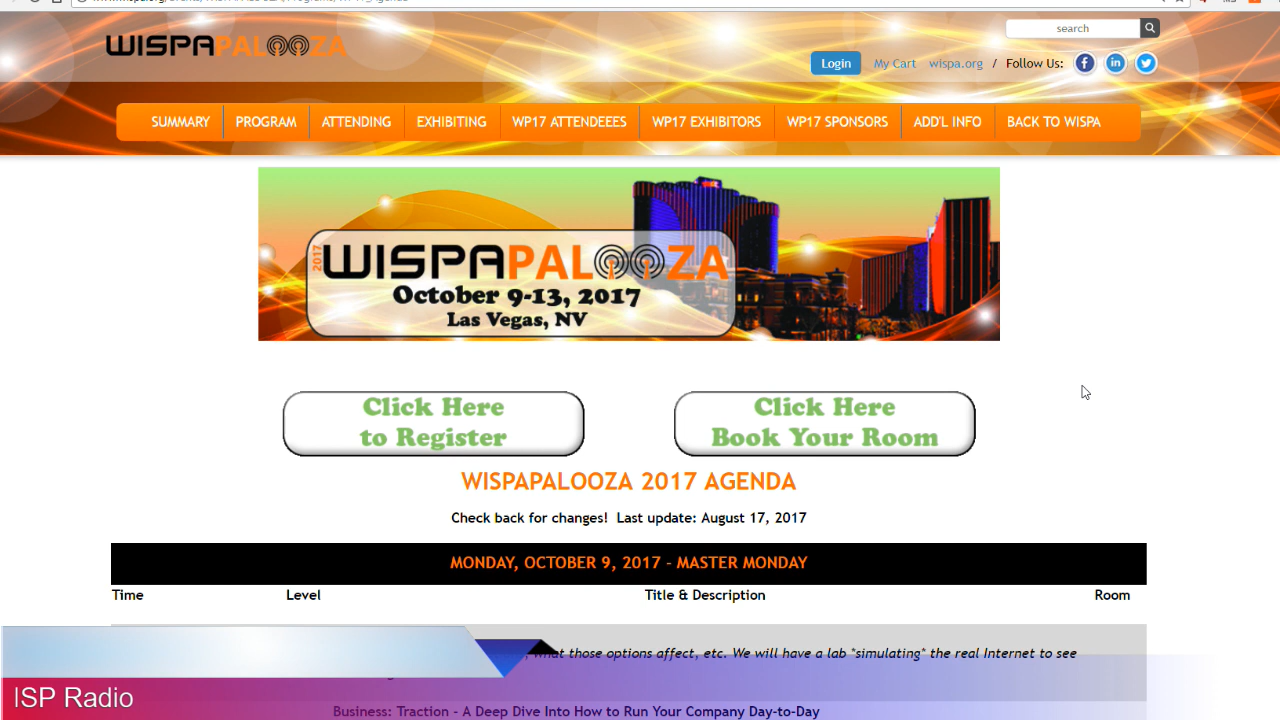 WISPAPALOOZA
search
Login My Cart wispa.org / Follow Us:
SUMMARY PROGRAM ATTENDING EXHIBITING WP17 ATTENDEEES WP17 EXHIBITORS WP17 SPONSORS ADD'L INFO BACK TO WISPA
2017 WISPAPALOOZA
October 9-13, 2017
Las Vegas, NV
Click Here
to Register
Click Here
Book Your Room
WISPAPALOOZA 2017 AGENDA
Check back for changes! Last update: August 17, 2017
MONDAY, OCTOBER 9, 2017 - MASTER MONDAY
Time Level Title & Description Room
what those options affect, etc. We will have a lab *simulating* the real Internet to see
ISP Radio
Business: Traction - A Deep Dive Into How to Run Your Company Day-to-Day